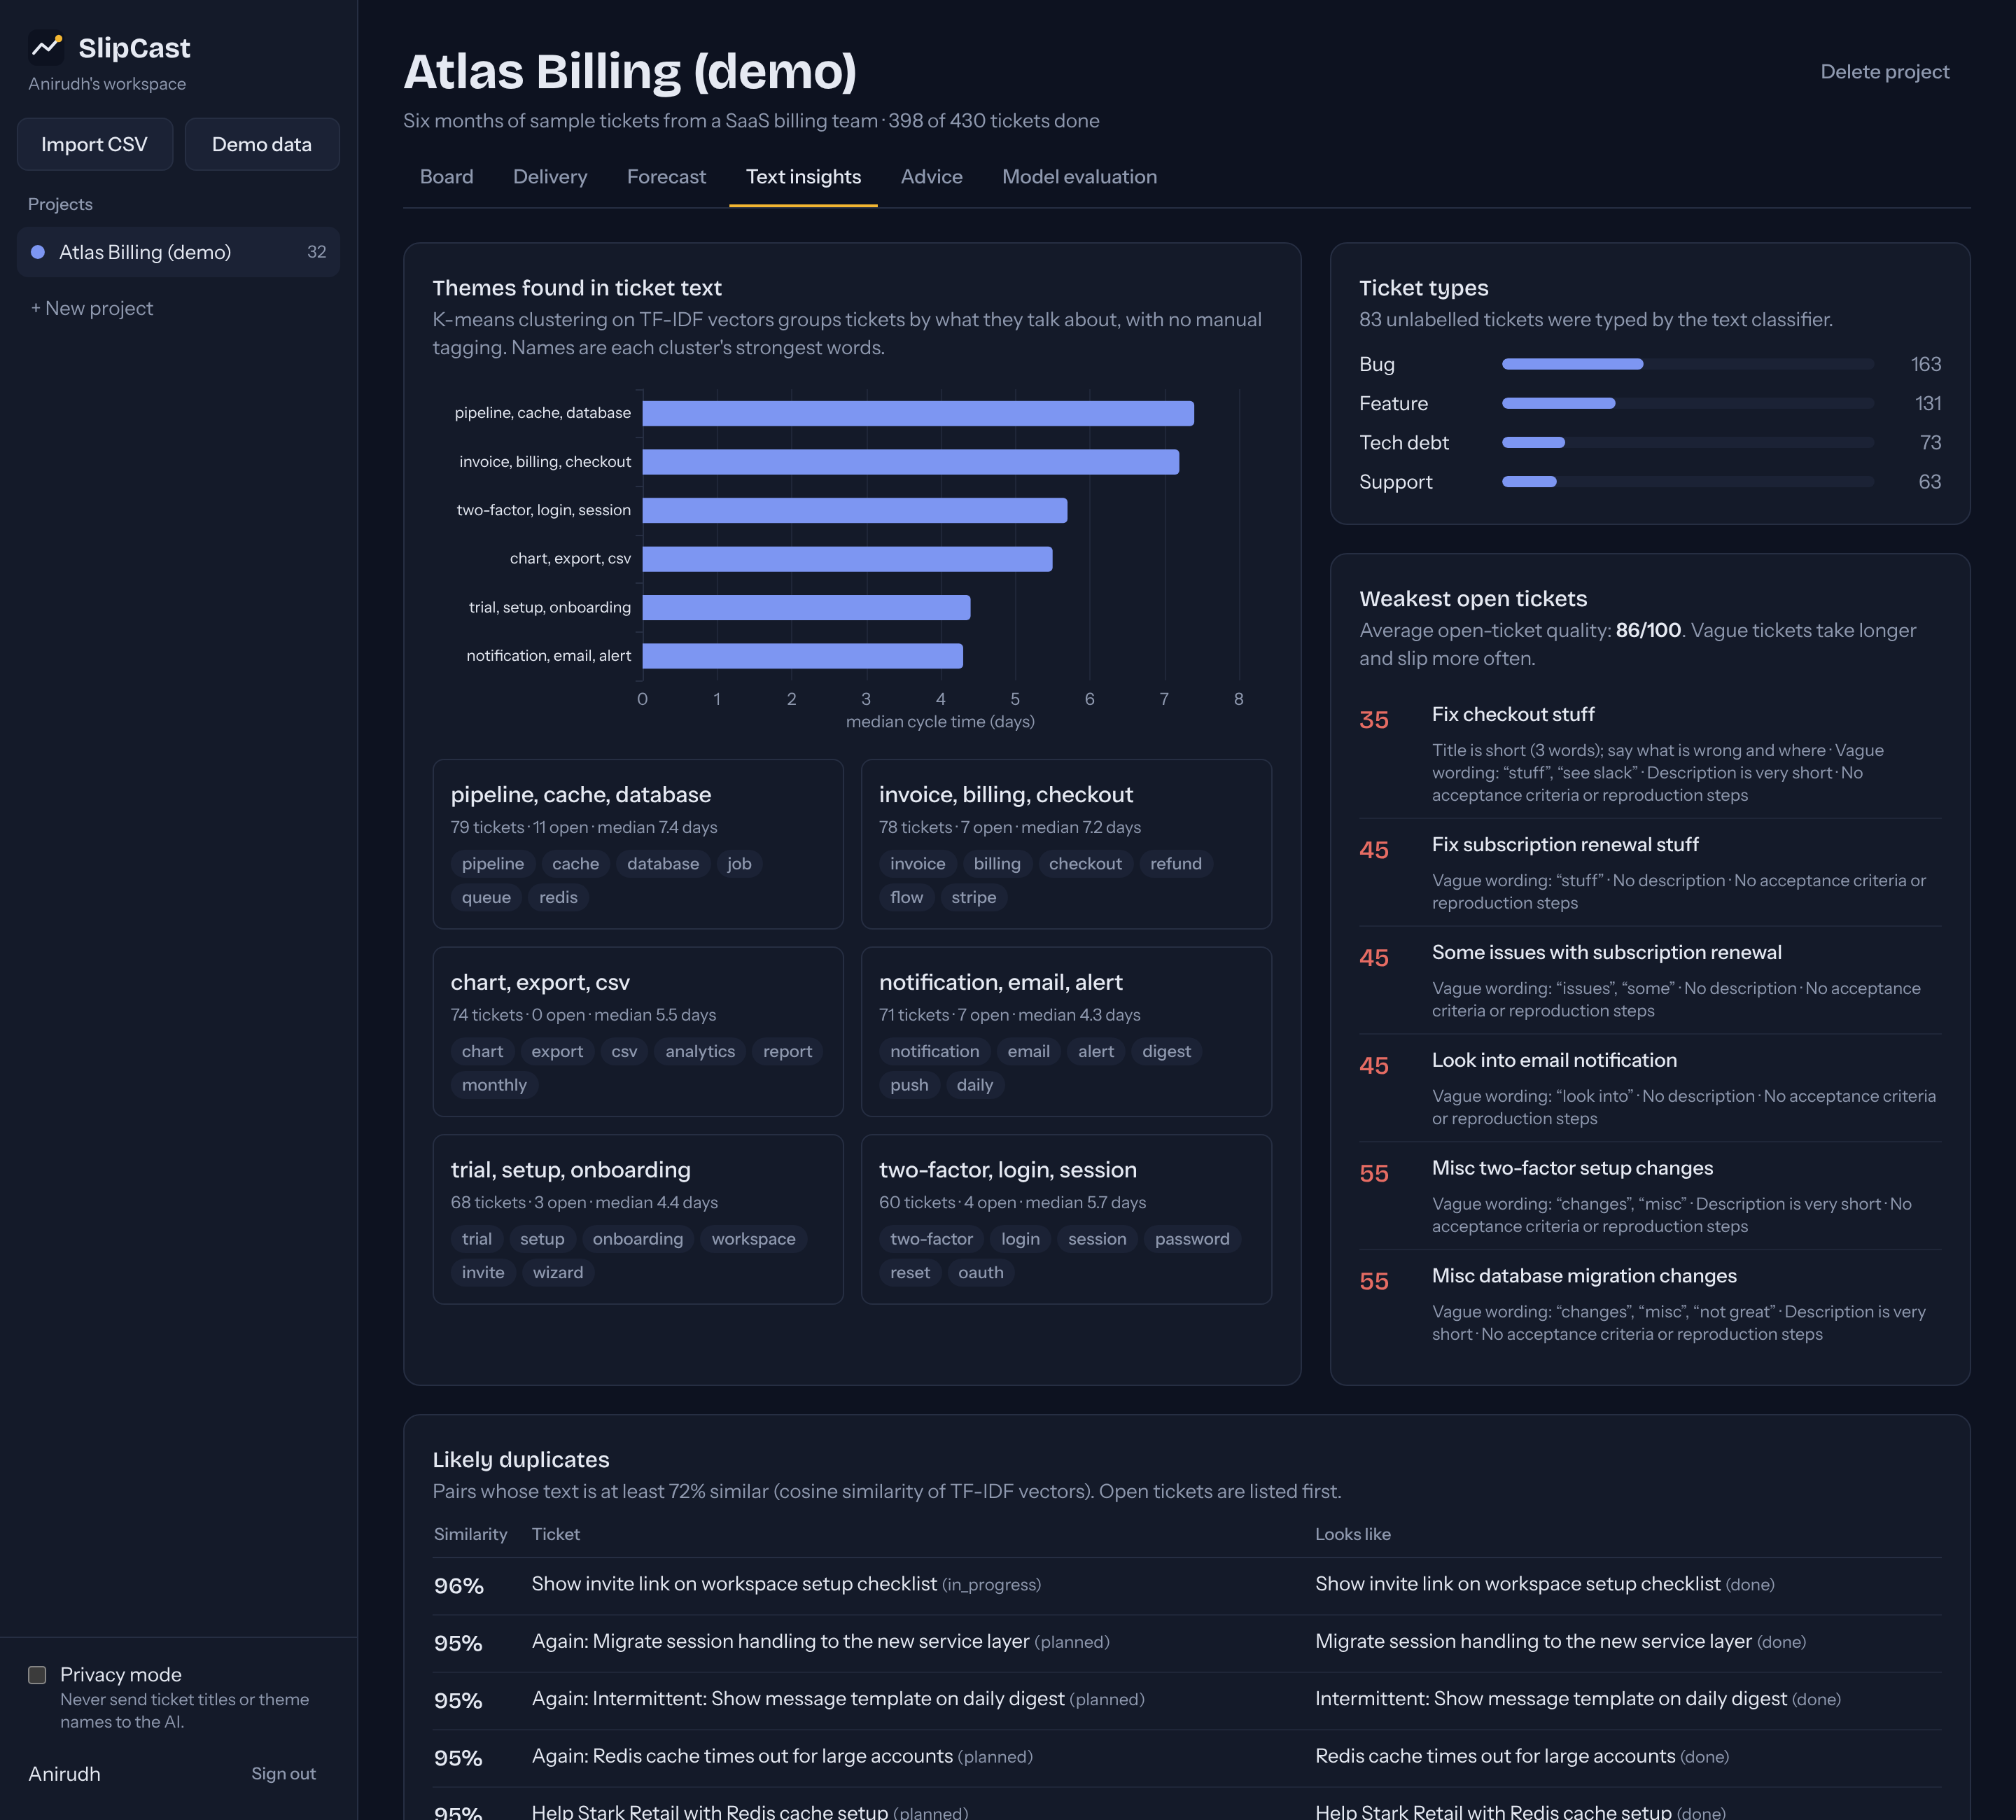 SlipCast
Anirudh's workspace
Import CSV
Demo data
Projects
Atlas Billing (demo) 32
+ New project
Privacy mode
Never send ticket titles or theme
names to the AI.
Anirudh
Sign out
Atlas Billing (demo)
Delete project
Six months of sample tickets from a SaaS billing team · 398 of 430 tickets done
Board
Delivery
Forecast
Text insights
Advice
Model evaluation
Themes found in ticket text
K-means clustering on TF-IDF vectors groups tickets by what they talk about, with no manual
tagging. Names are each cluster's strongest words.
pipeline, cache, database
invoice, billing, checkout
two-factor, login, session
chart, export, csv
trial, setup, onboarding
notification, email, alert
0 1 2 3 4 5 6 7 8
median cycle time (days)
pipeline, cache, database
79 tickets · 11 open · median 7.4 days
pipeline cache database job
queue redis
invoice, billing, checkout
78 tickets · 7 open · median 7.2 days
invoice billing checkout refund
flow stripe
chart, export, csv
74 tickets · 0 open · median 5.5 days
chart export csv analytics report
monthly
notification, email, alert
71 tickets · 7 open · median 4.3 days
notification email alert digest
push daily
trial, setup, onboarding
68 tickets · 3 open · median 4.4 days
trial setup onboarding workspace
invite wizard
two-factor, login, session
60 tickets · 4 open · median 5.7 days
two-factor login session password
reset oauth
Ticket types
83 unlabelled tickets were typed by the text classifier.
Bug 163
Feature 131
Tech debt 73
Support 63
Weakest open tickets
Average open-ticket quality: 86/100. Vague tickets take longer
and slip more often.
35 Fix checkout stuff
Title is short (3 words); say what is wrong and where · Vague
wording: “stuff”, “see slack” · Description is very short · No
acceptance criteria or reproduction steps
45 Fix subscription renewal stuff
Vague wording: “stuff” · No description · No acceptance criteria or
reproduction steps
45 Some issues with subscription renewal
Vague wording: “issues”, “some” · No description · No acceptance
criteria or reproduction steps
45 Look into email notification
Vague wording: “look into” · No description · No acceptance criteria
or reproduction steps
55 Misc two-factor setup changes
Vague wording: “changes”, “misc” · Description is very short · No
acceptance criteria or reproduction steps
55 Misc database migration changes
Vague wording: “changes”, “misc”, “not great” · Description is very
short · No acceptance criteria or reproduction steps
Likely duplicates
Pairs whose text is at least 72% similar (cosine similarity of TF-IDF vectors). Open tickets are listed first.
Similarity Ticket Looks like
96% Show invite link on workspace setup checklist (in_progress) Show invite link on workspace setup checklist (done)
95% Again: Migrate session handling to the new service layer (planned) Migrate session handling to the new service layer (done)
95% Again: Intermittent: Show message template on daily digest (planned) Intermittent: Show message template on daily digest (done)
95% Again: Redis cache times out for large accounts (planned) Redis cache times out for large accounts (done)
95% Help Stark Retail with Redis cache setup (planned) Help Stark Retail with Redis cache setup (done)